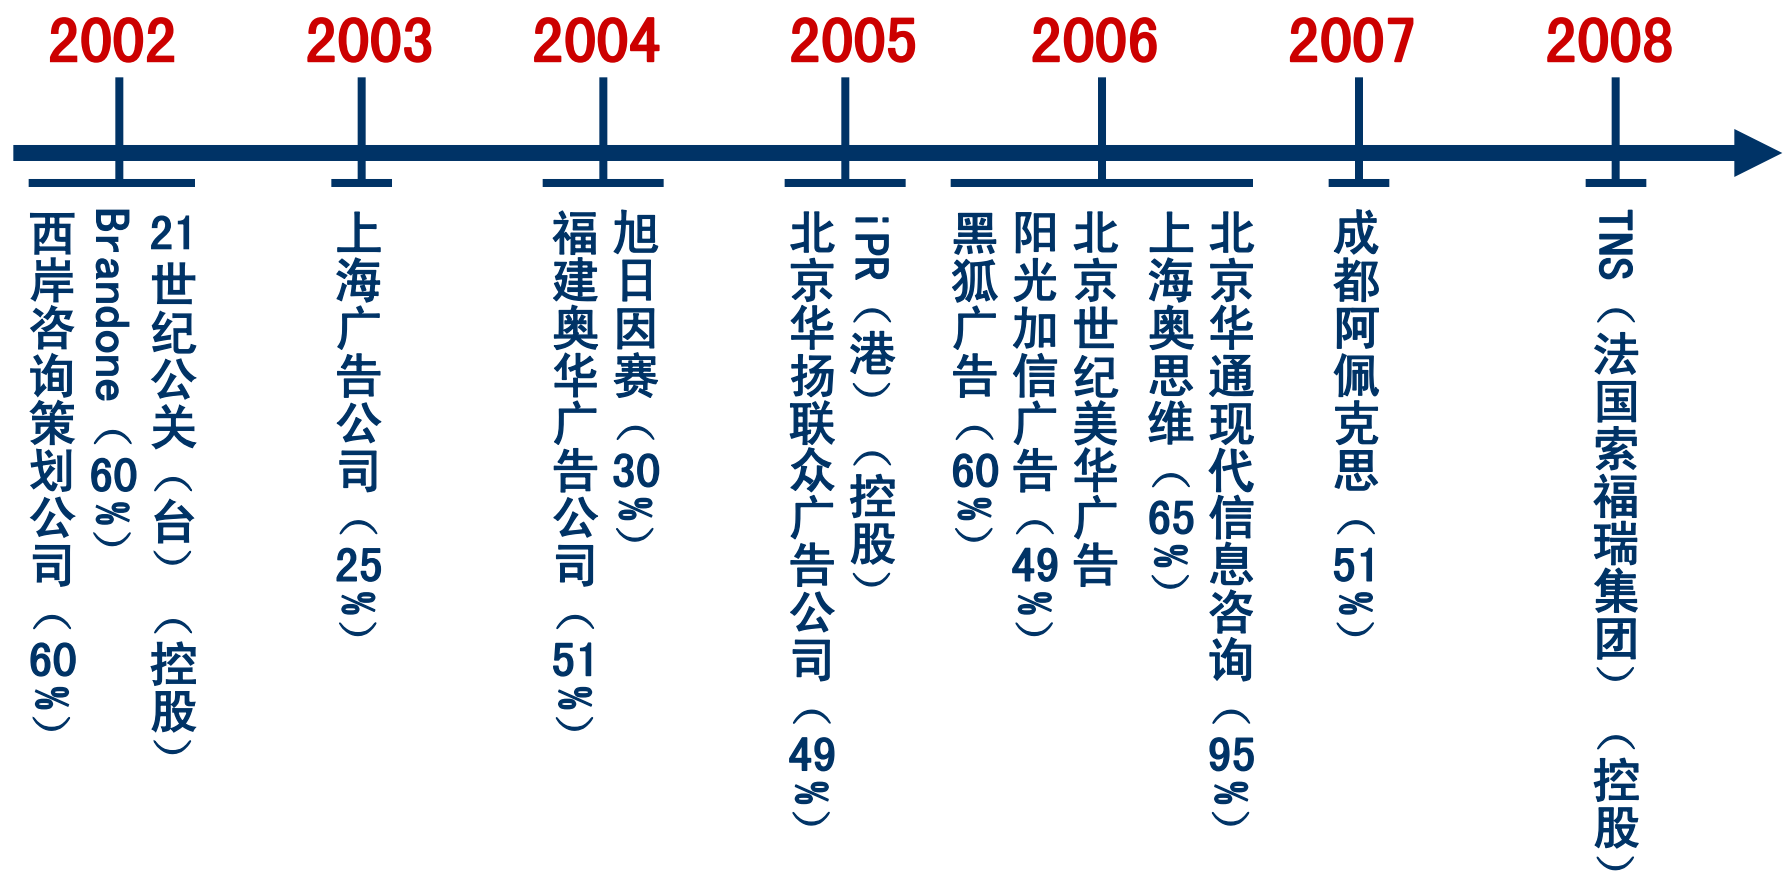 2002
2003
2004
2005
2006
2007
2008
西岸咨询策划公司（60%）
Brandone（60%）
21世纪公关（台）（控股）
上海广告公司（25%）
福建奥华广告公司（51%）
旭日因赛（30%）
北京华扬联众广告公司（49%）
iPR（港）（控股）
黑狐广告（60%）
阳光加信广告（49%）
北京世纪美华广告
上海奥思维（65%）
北京华通现代信息咨询（95%）
成都阿佩克思（51%）
TNS（法国索福瑞集团）（控股）